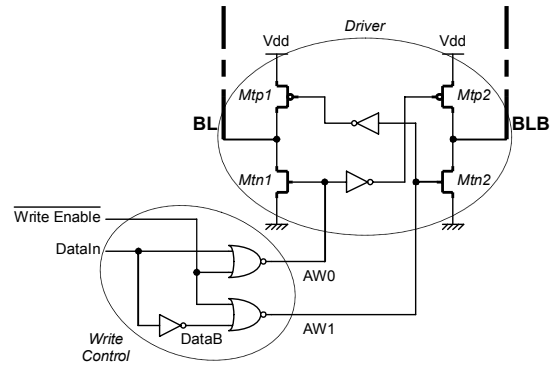 Driver
Vdd
Vdd
Mtp1
Mtp2
BL
BLB
Mtn1
Mtn2
Write Enable
DataIn
AW0
AW1
DataB
Write
Control